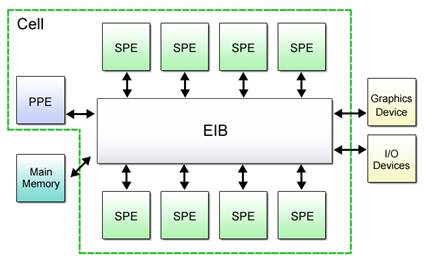 Cell
SPE
SPE
SPE
SPE
PPE
EIB
Graphics
Device
Main
Memory
I/O
Devices
SPE
SPE
SPE
SPE